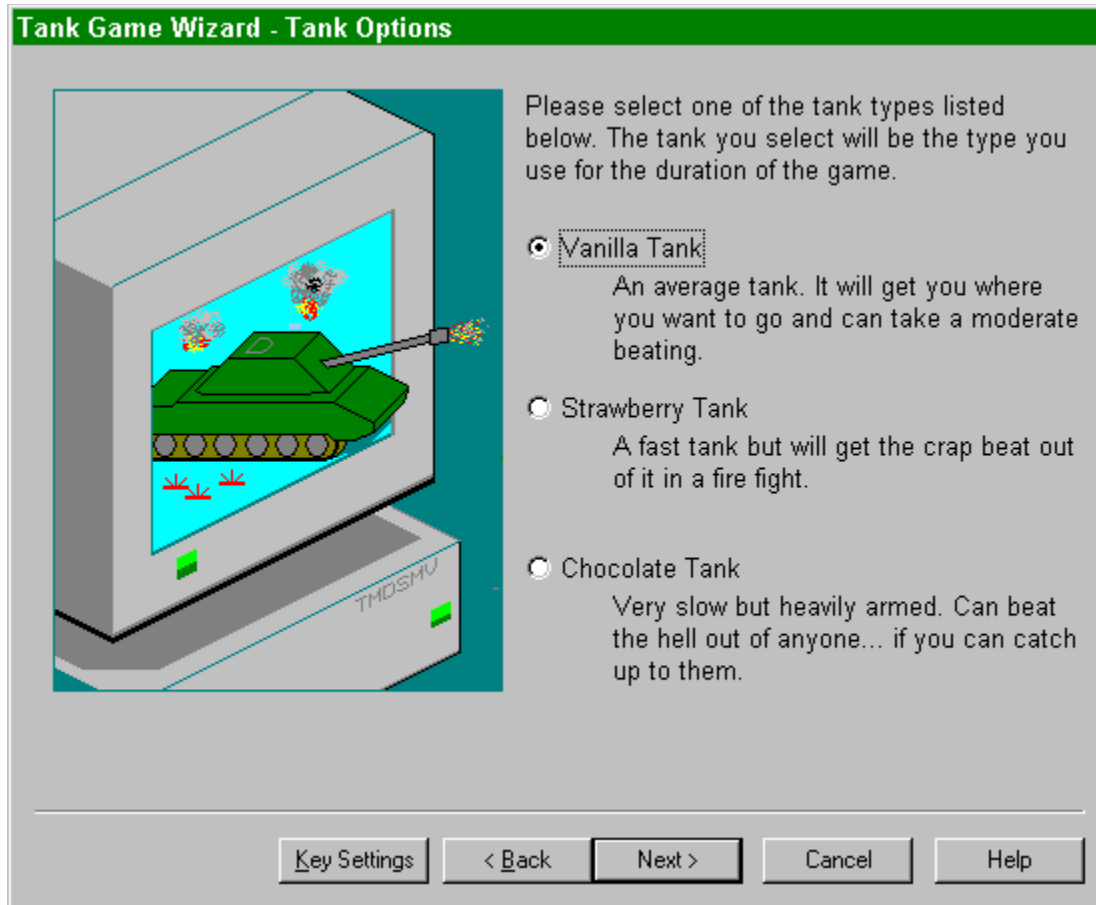 Tank Game Wizard - Tank Options
Please select one of the tank types listed
below. The tank you select will be the type you
use for the duration of the game.
Vanilla Tank
An average tank. It will get you where
you want to go and can take a moderate
beating.
Strawberry Tank
A fast tank but will get the crap beat out
of it in a fire fight.
Chocolate Tank
Very slow but heavily armed. Can beat
the hell out of anyone... if you can catch
up to them.
TMDSMV
Key Settings
< Back
Next >
Cancel
Help